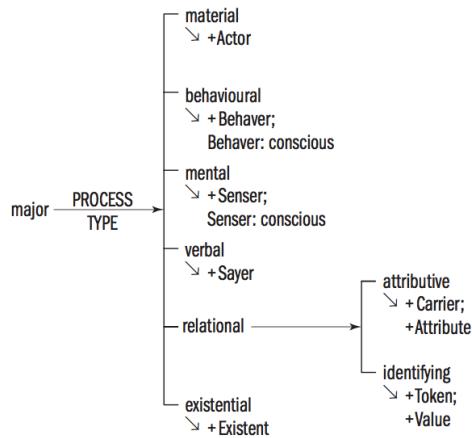 material
↘ +Actor
behavioural
↘ + Behaver;
Behaver: conscious
mental
↘ + Senser;
Senser: conscious
major
PROCESS
TYPE
verbal
↘ + Sayer
relational
attributive
↘ + Carrier;
+Attribute
identifying
↘ +Token;
+Value
existential
↘ + Existent